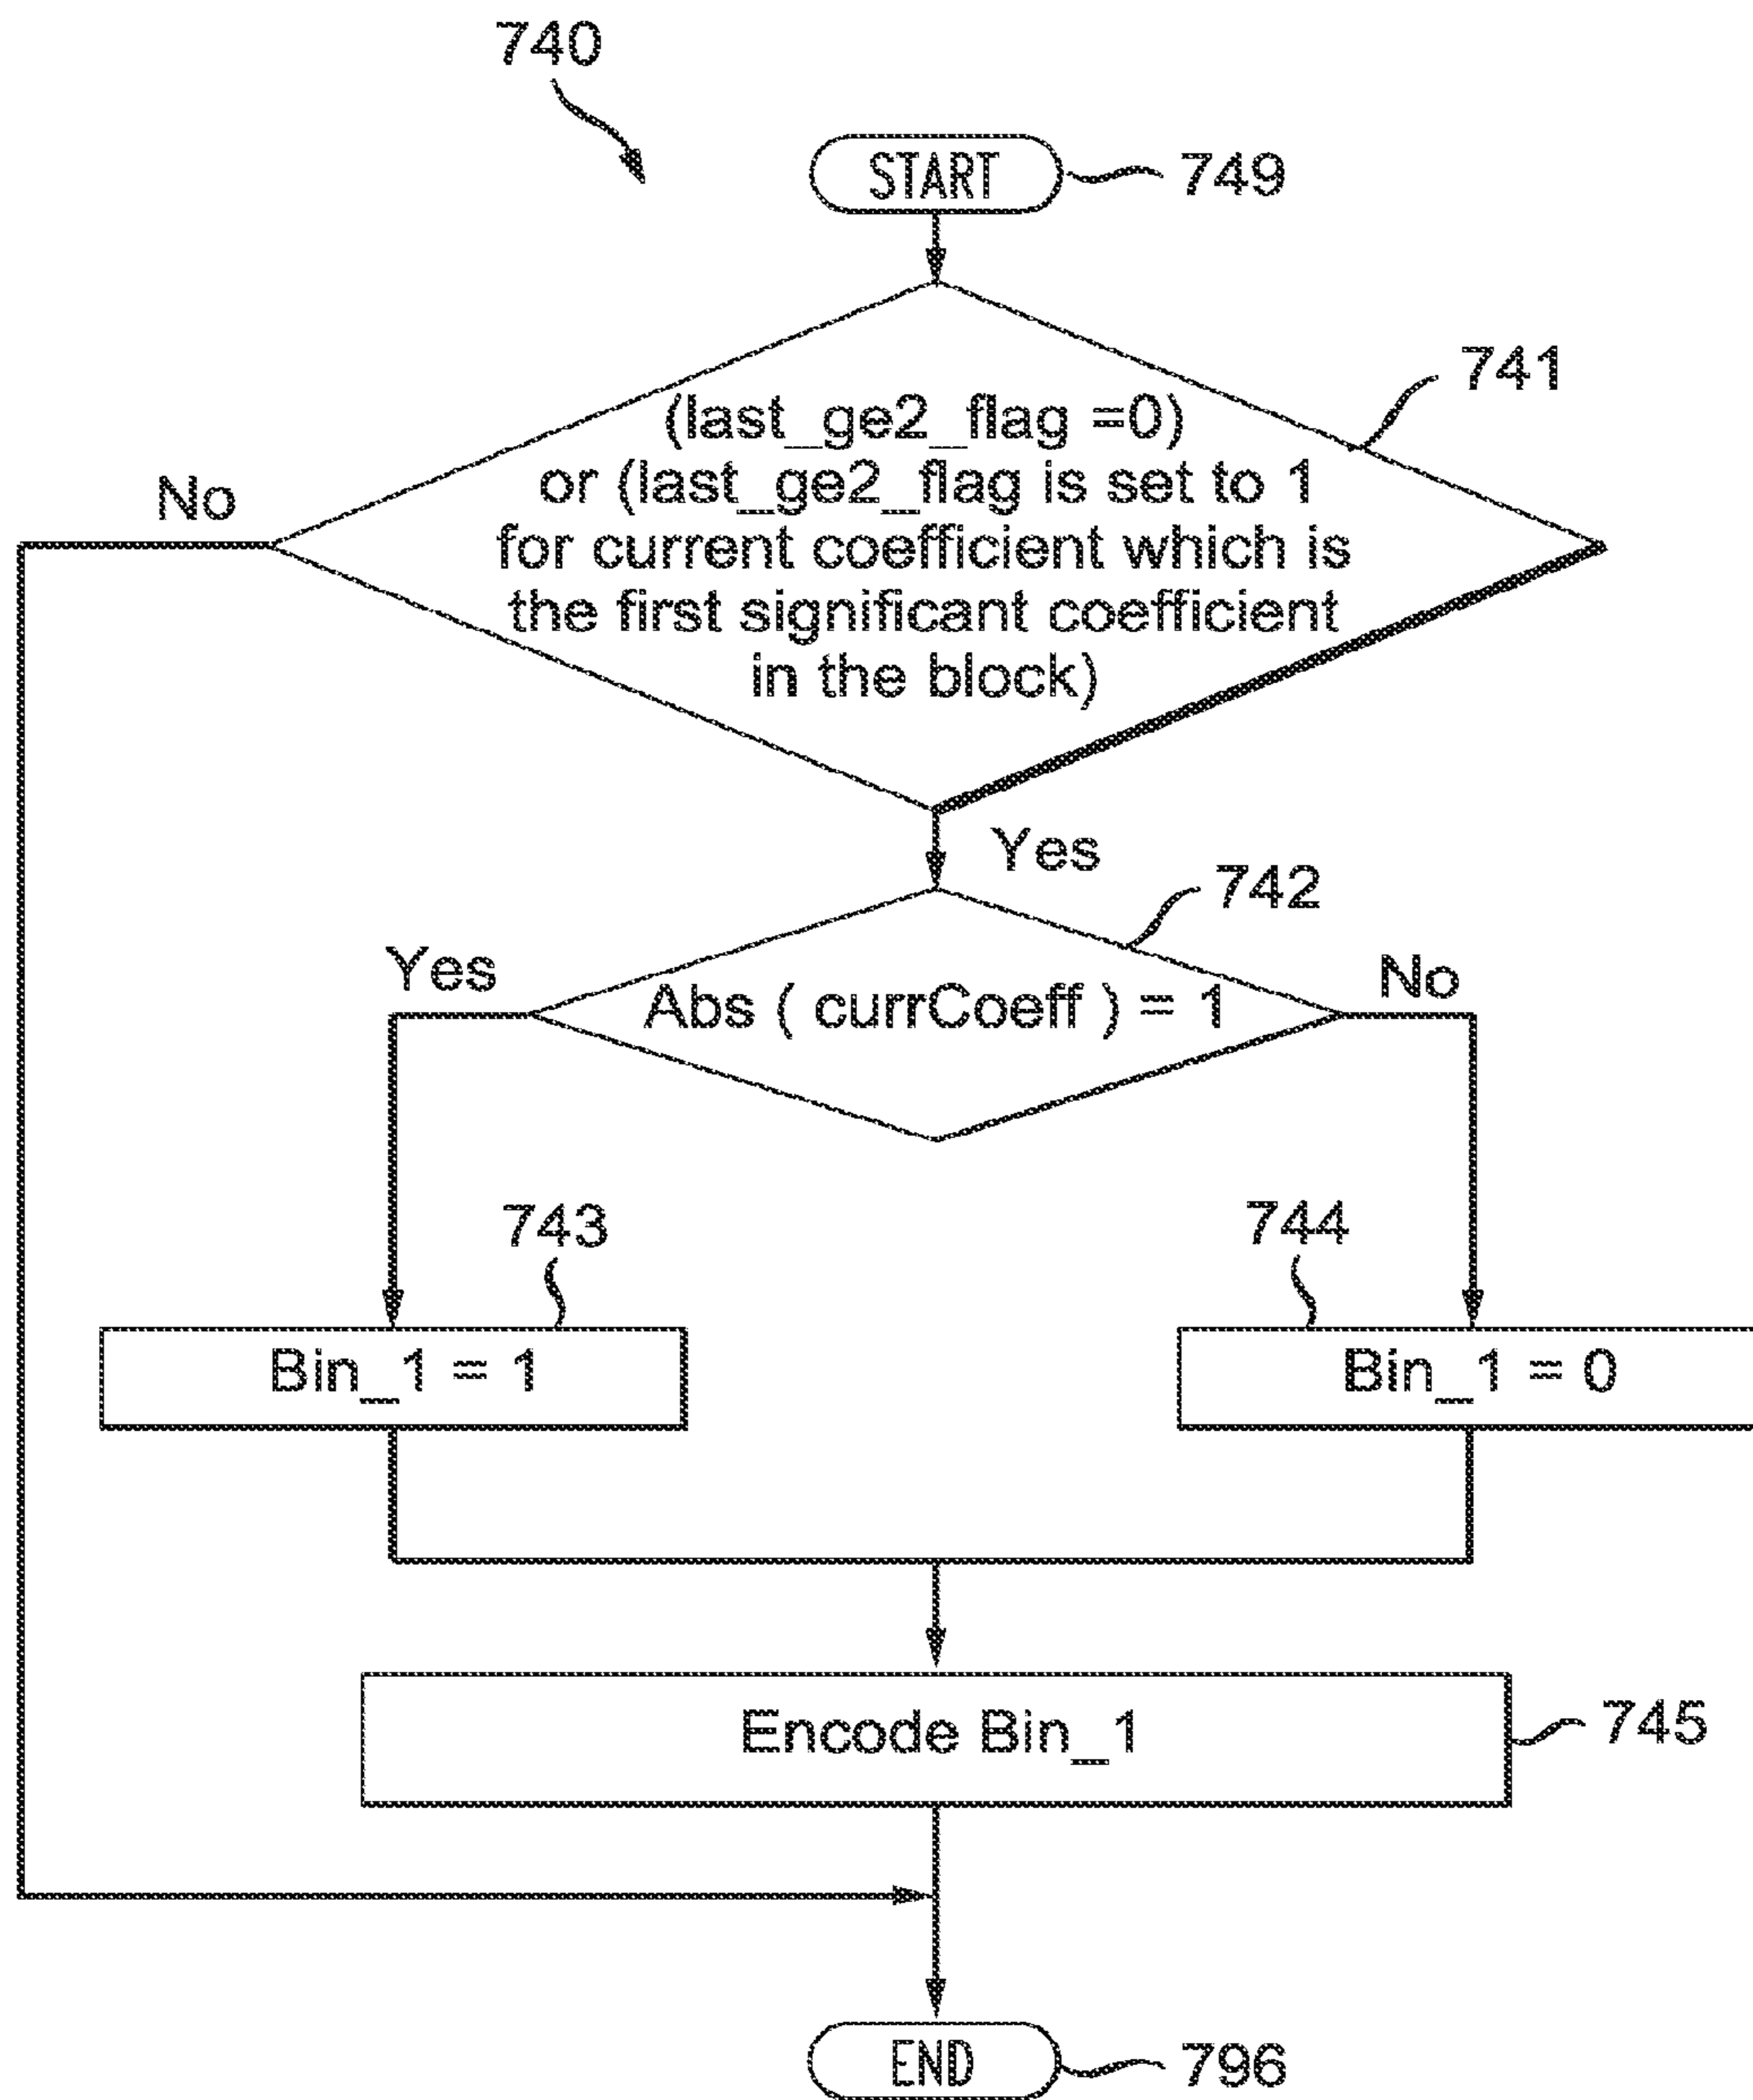 740
START
749
741
(last_ge2_flag =0)
or (last_ge2_flag is set to 1
for current coefficient which is
the first significant coefficient
in the block)
No
Yes
742
Yes
Abs ( currCoeff ) = 1
No
743
744
Bin_1 = 1
Bin_1 = 0
Encode Bin_1
745
END
796